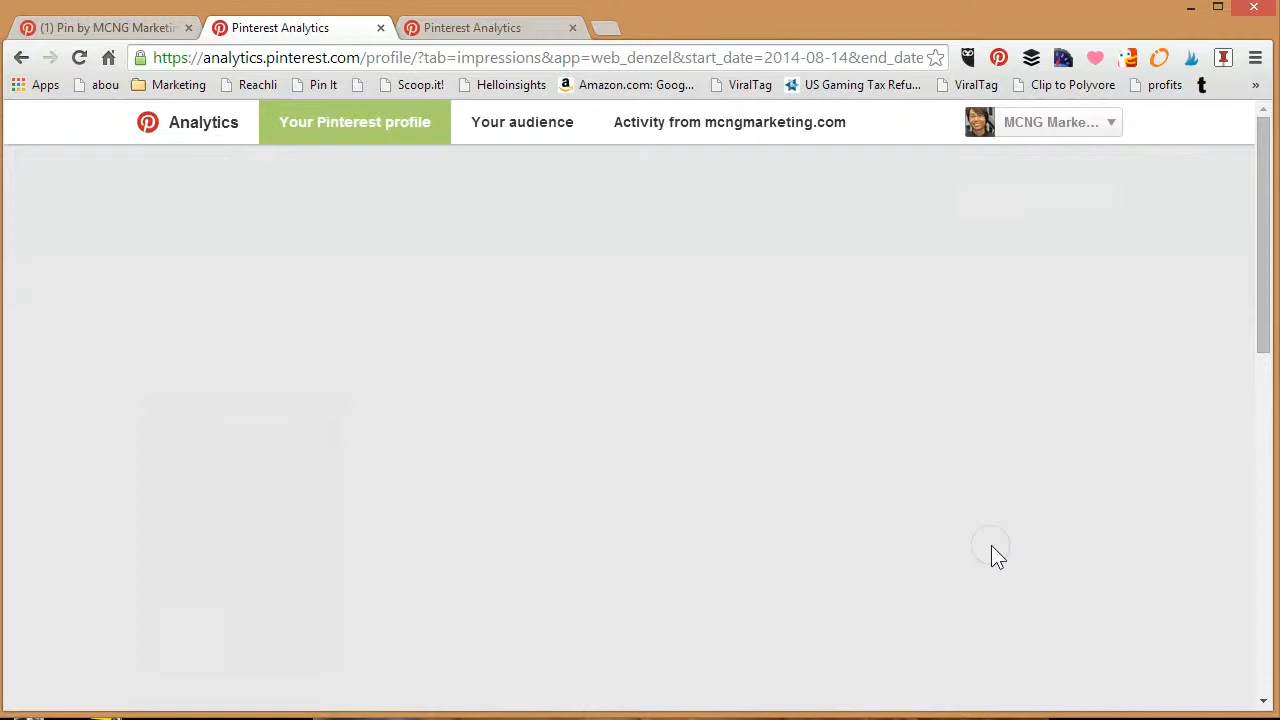 (1) Pin by MCNG Marketin
Pinterest Analytics
Pinterest Analytics
https://analytics.pinterest.com/profile/?tab=impressions&app=web_denzel&start_date=2014-08-14&end_date
Apps abou Marketing Reachli Pin It Scoop.it! Helloinsights Amazon.com: Goog... ViralTag US Gaming Tax Refu... ViralTag Clip to Polyvore profits »
Analytics Your Pinterest profile Your audience Activity from mcngmarketing.com MCNG Marke...